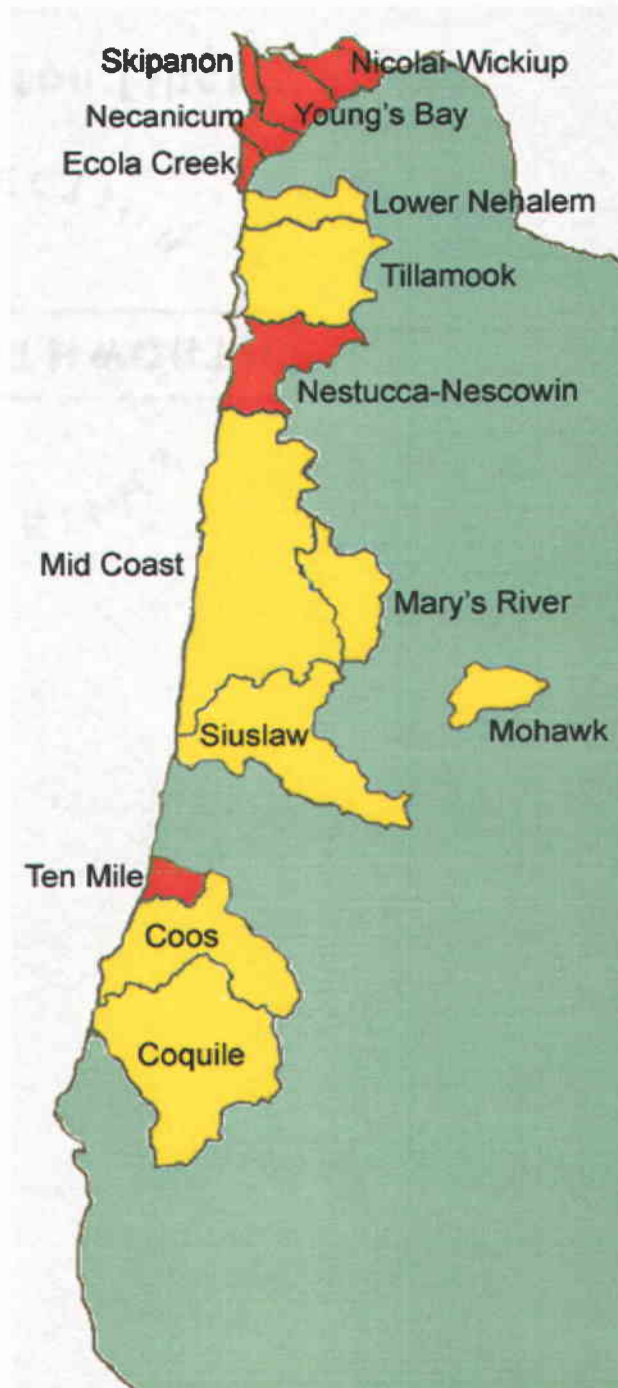 Skipanon
Nicolai-Wickiup
Necanicum
Young's Bay
Ecola Creek
Lower Nehalem
Tillamook
Nestucca-Nescowin
Mid Coast
Mary's River
Siuslaw
Mohawk
Ten Mile
Coos
Coquile